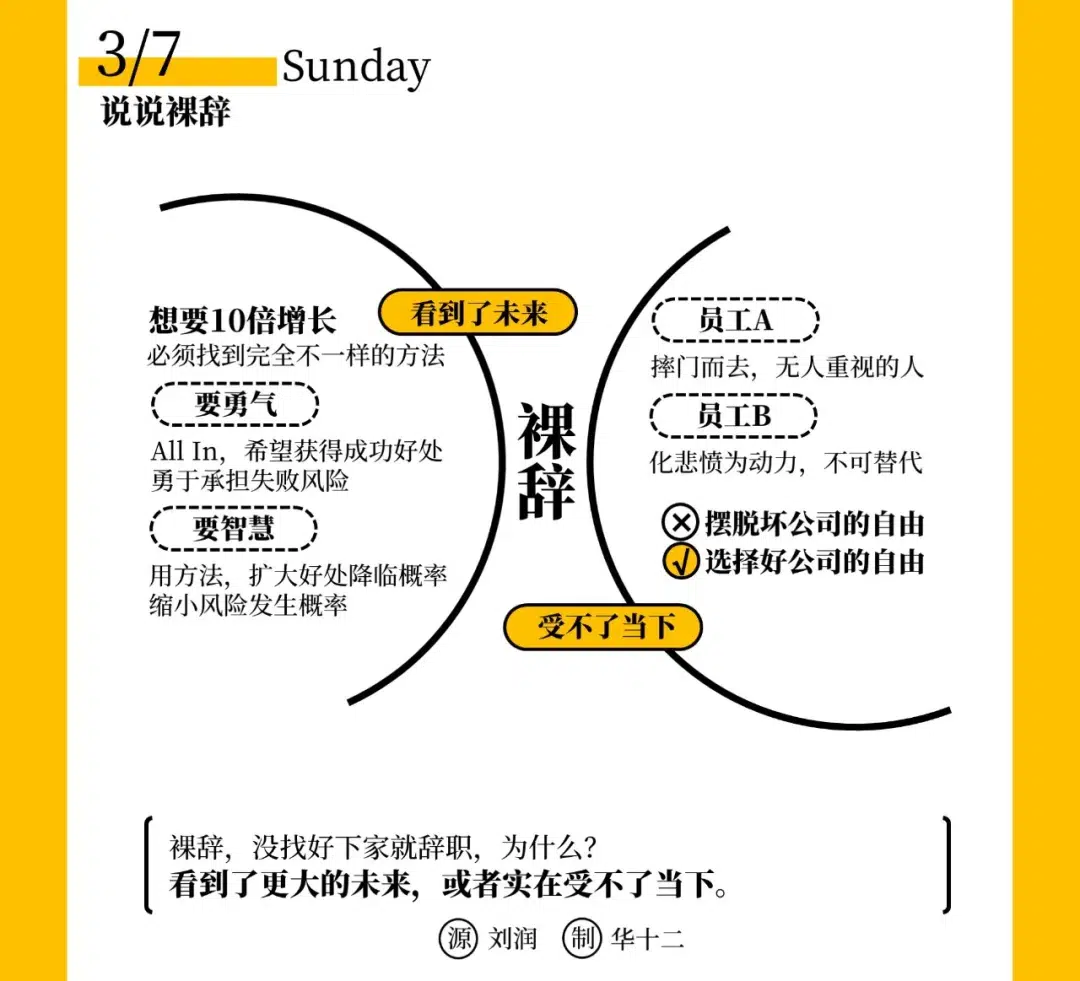 3/7 Sunday
说说裸辞
看到了未来
想要10倍增长
必须找到完全不一样的方法
要勇气
All In，希望获得成功好处
勇于承担失败风险
要智慧
用方法，扩大好处降临概率
缩小风险发生概率
裸辞
员工A
摔门而去，无人重视的人
员工B
化悲愤为动力，不可替代
摆脱坏公司的自由
选择好公司的自由
受不了当下
裸辞，没找好下家就辞职，为什么？
看到了更大的未来，或者实在受不了当下。
源 刘润 制 华十二